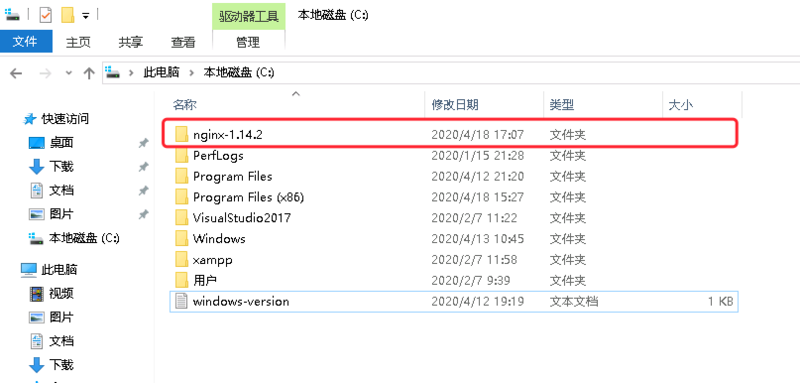 驱动器工具 本地磁盘 (C:)
文件 主页 共享 查看 管理
此电脑 本地磁盘 (C:)
名称 修改日期 类型 大小
快速访问
桌面
下载
文档
图片
本地磁盘 (C:)
此电脑
视频
图片
文档
下载
nginx-1.14.2 2020/4/18 17:07 文件夹
PerfLogs 2020/1/15 21:28 文件夹
Program Files 2020/4/12 21:20 文件夹
Program Files (x86) 2020/4/18 15:27 文件夹
VisualStudio2017 2020/2/7 11:22 文件夹
Windows 2020/4/13 10:45 文件夹
xampp 2020/2/7 11:58 文件夹
用户 2020/2/7 9:39 文件夹
windows-version 2020/4/12 19:19 文本文档 1 KB